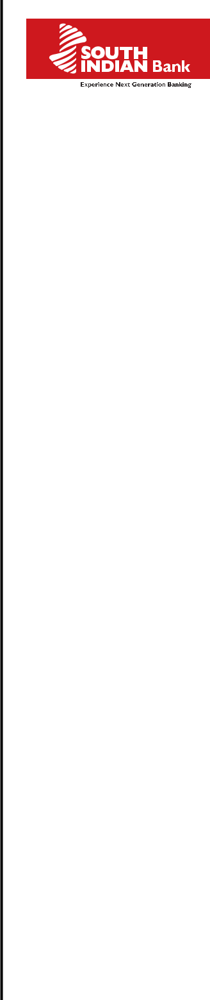 SOUTH
INDIAN Bank
Experience Next Generation Banking